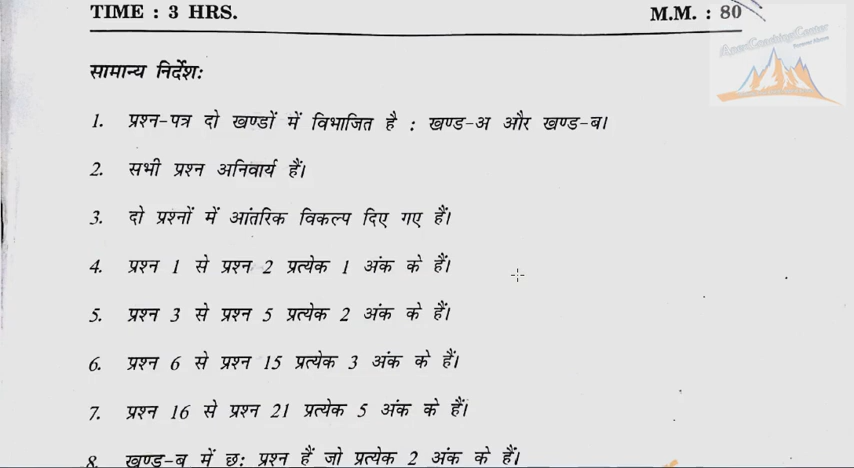 TIME : 3 HRS. M.M. : 80
सामान्य निर्देशः
1. प्रश्न-पत्र दो खण्डों में विभाजित है : खण्ड-अ और खण्ड-ब।
2. सभी प्रश्न अनिवार्य हैं।
3. दो प्रश्नों में आंतरिक विकल्प दिए गए हैं।
4. प्रश्न 1 से प्रश्न 2 प्रत्येक 1 अंक के हैं।
5. प्रश्न 3 से प्रश्न 5 प्रत्येक 2 अंक के हैं।
6. प्रश्न 6 से प्रश्न 15 प्रत्येक 3 अंक के हैं।
7. प्रश्न 16 से प्रश्न 21 प्रत्येक 5 अंक के हैं।
8. खण्ड-ब में छः प्रश्न हैं जो प्रत्येक 2 अंक के हैं।